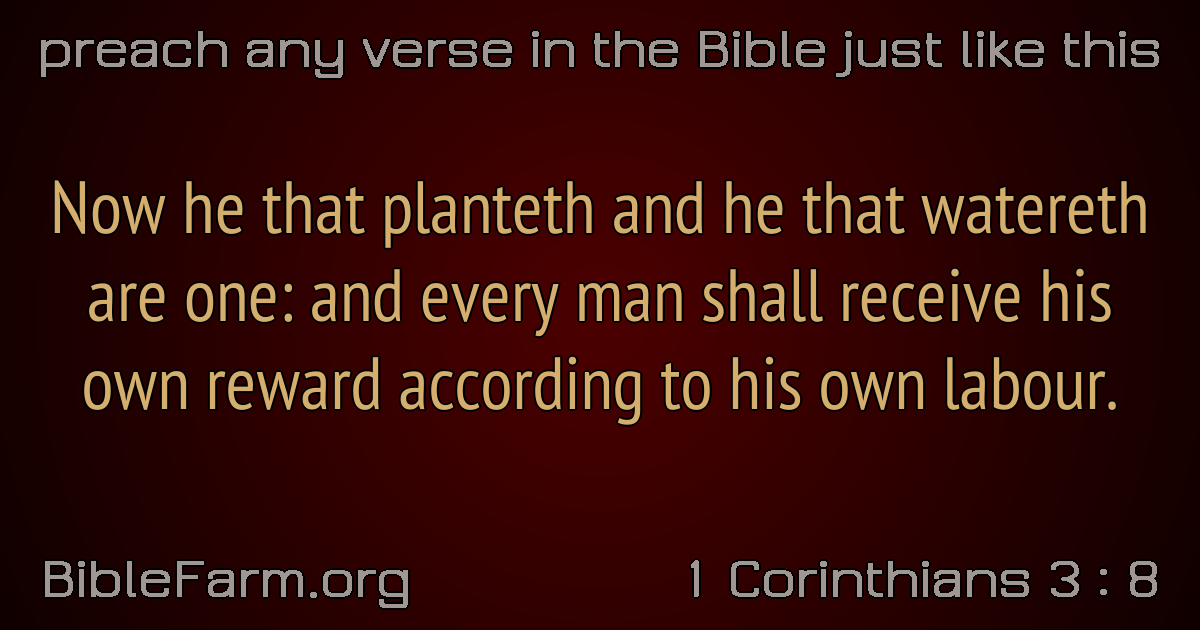 preach any verse in the Bible just like this
Now he that planteth and he that watereth
are one: and every man shall receive his
own reward according to his own labour.
BibleFarm.org
1 Corinthians 3 : 8